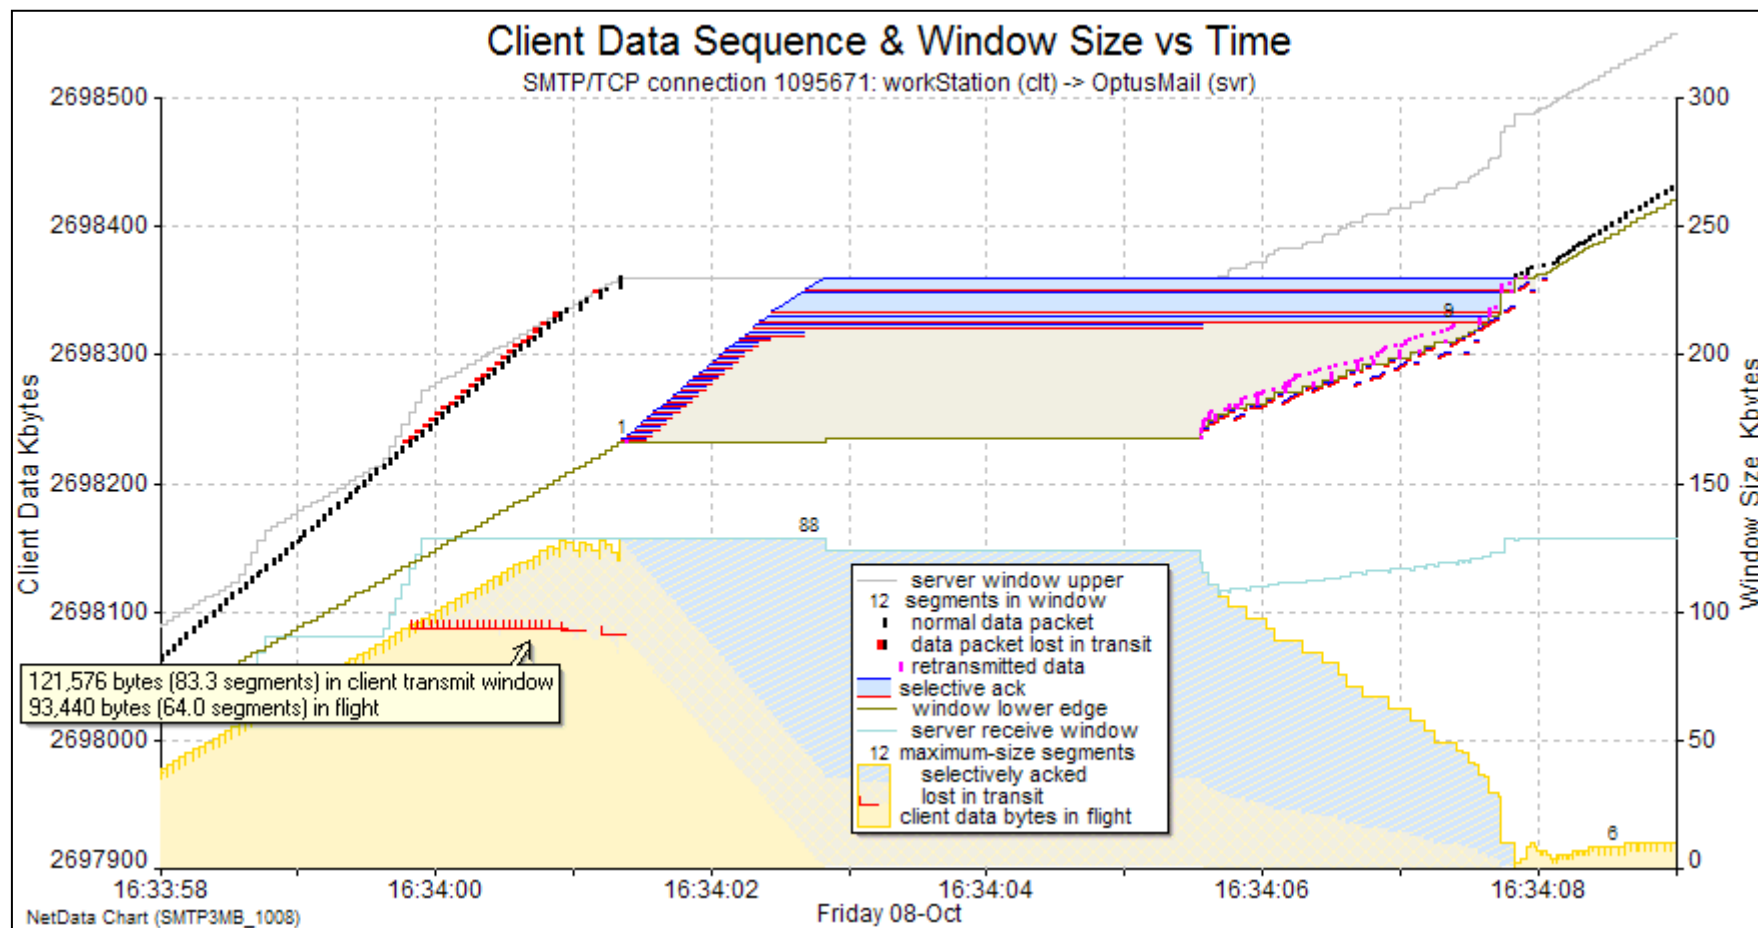 Client Data Sequence & Window Size vs Time
SMTP/TCP connection 1095671: workStation (clt) -> OptusMail (svr)
2698500
2698400
2698300
2698200
2698100
2698000
2697900
Client Data Kbytes
300
250
200
150
100
50
0
Window Size Kbytes
1
88
9
6
121,576 bytes (83.3 segments) in client transmit window
93,440 bytes (64.0 segments) in flight
server window upper
12 segments in window
normal data packet
data packet lost in transit
retransmitted data
selective ack
window lower edge
server receive window
12 maximum-size segments
selectively acked
lost in transit
client data bytes in flight
16:33:58 16:34:00 16:34:02 16:34:04 16:34:06 16:34:08
Friday 08-Oct
NetData Chart (SMTP3MB_1008)